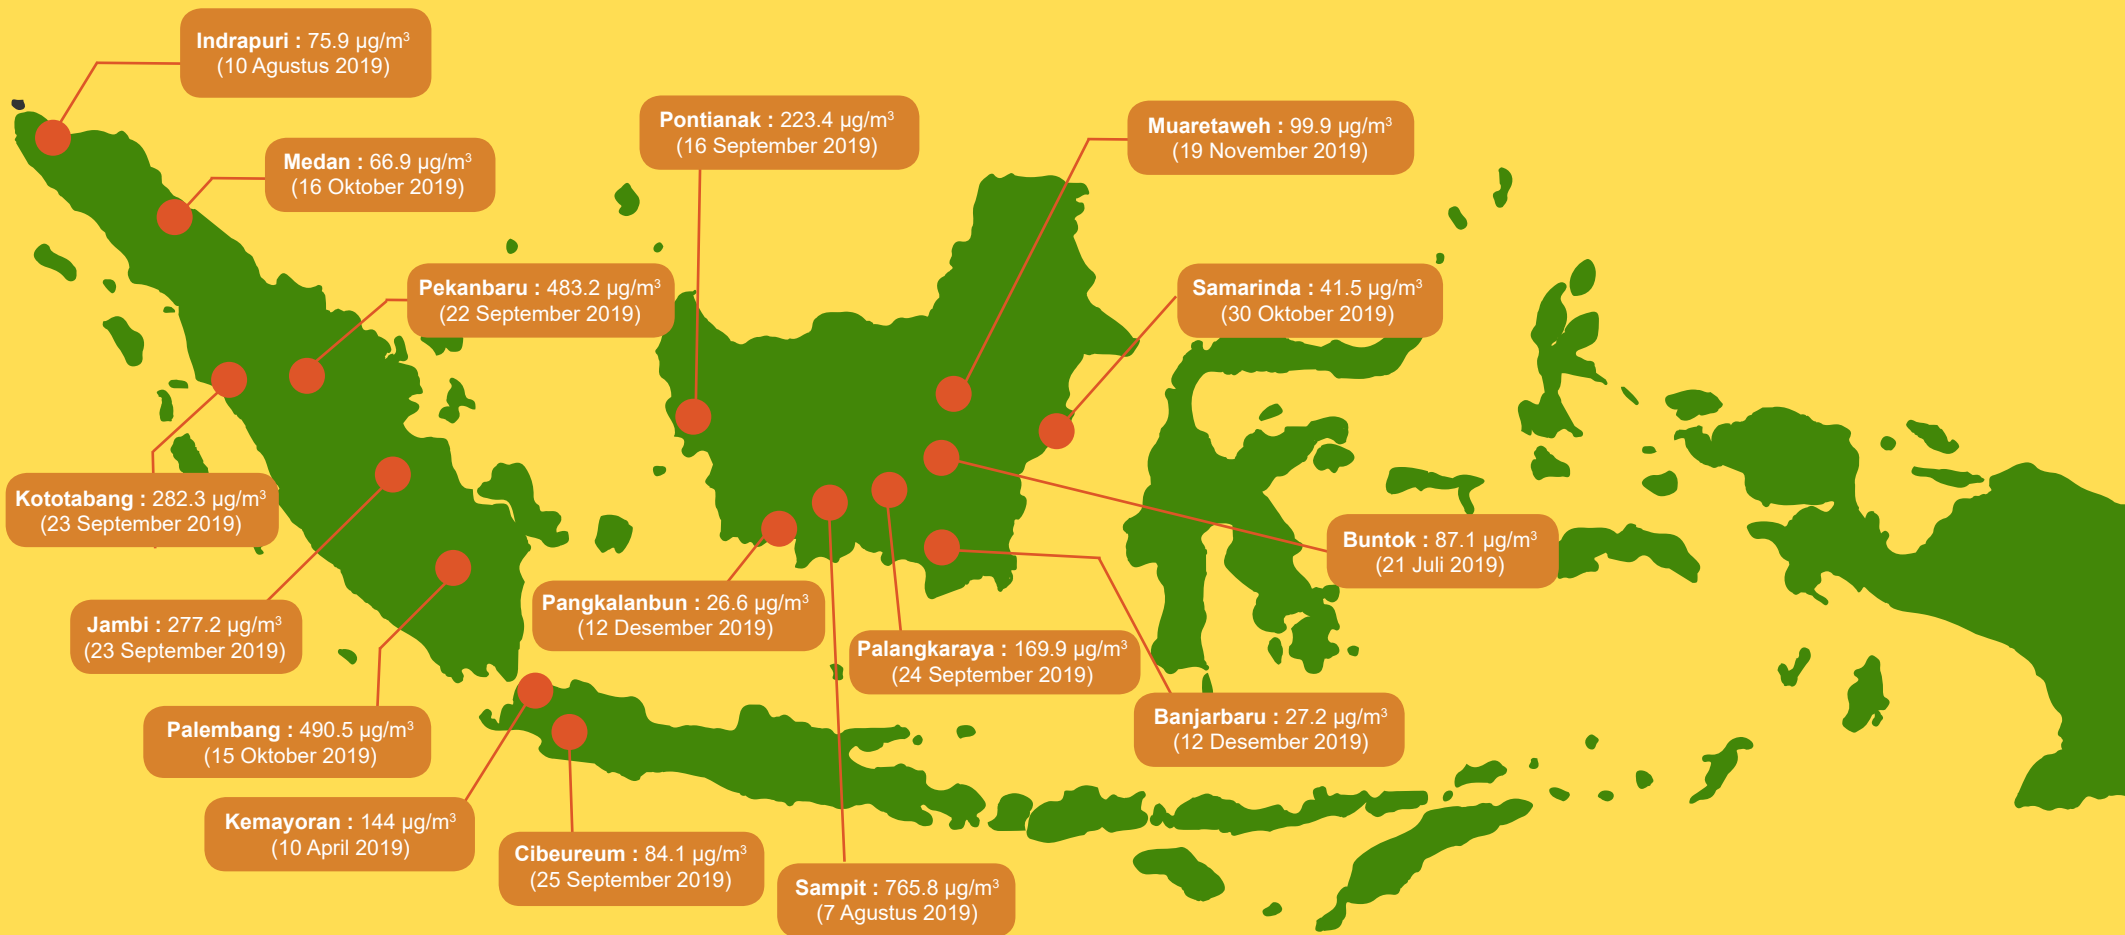 Indrapuri : 75.9 µg/m³
(10 Agustus 2019)
Medan : 66.9 µg/m³
(16 Oktober 2019)
Pekanbaru : 483.2 µg/m³
(22 September 2019)
Pontianak : 223.4 µg/m³
(16 September 2019)
Muaretaweh : 99.9 µg/m³
(19 November 2019)
Samarinda : 41.5 µg/m³
(30 Oktober 2019)
Kototabang : 282.3 µg/m³
(23 September 2019)
Jambi : 277.2 µg/m³
(23 September 2019)
Palembang : 490.5 µg/m³
(15 Oktober 2019)
Kemayoran : 144 µg/m³
(10 April 2019)
Cibeureum : 84.1 µg/m³
(25 September 2019)
Pangkalanbun : 26.6 µg/m³
(12 Desember 2019)
Sampit : 765.8 µg/m³
(7 Agustus 2019)
Palangkaraya : 169.9 µg/m³
(24 September 2019)
Buntok : 87.1 µg/m³
(21 Juli 2019)
Banjarbaru : 27.2 µg/m³
(12 Desember 2019)